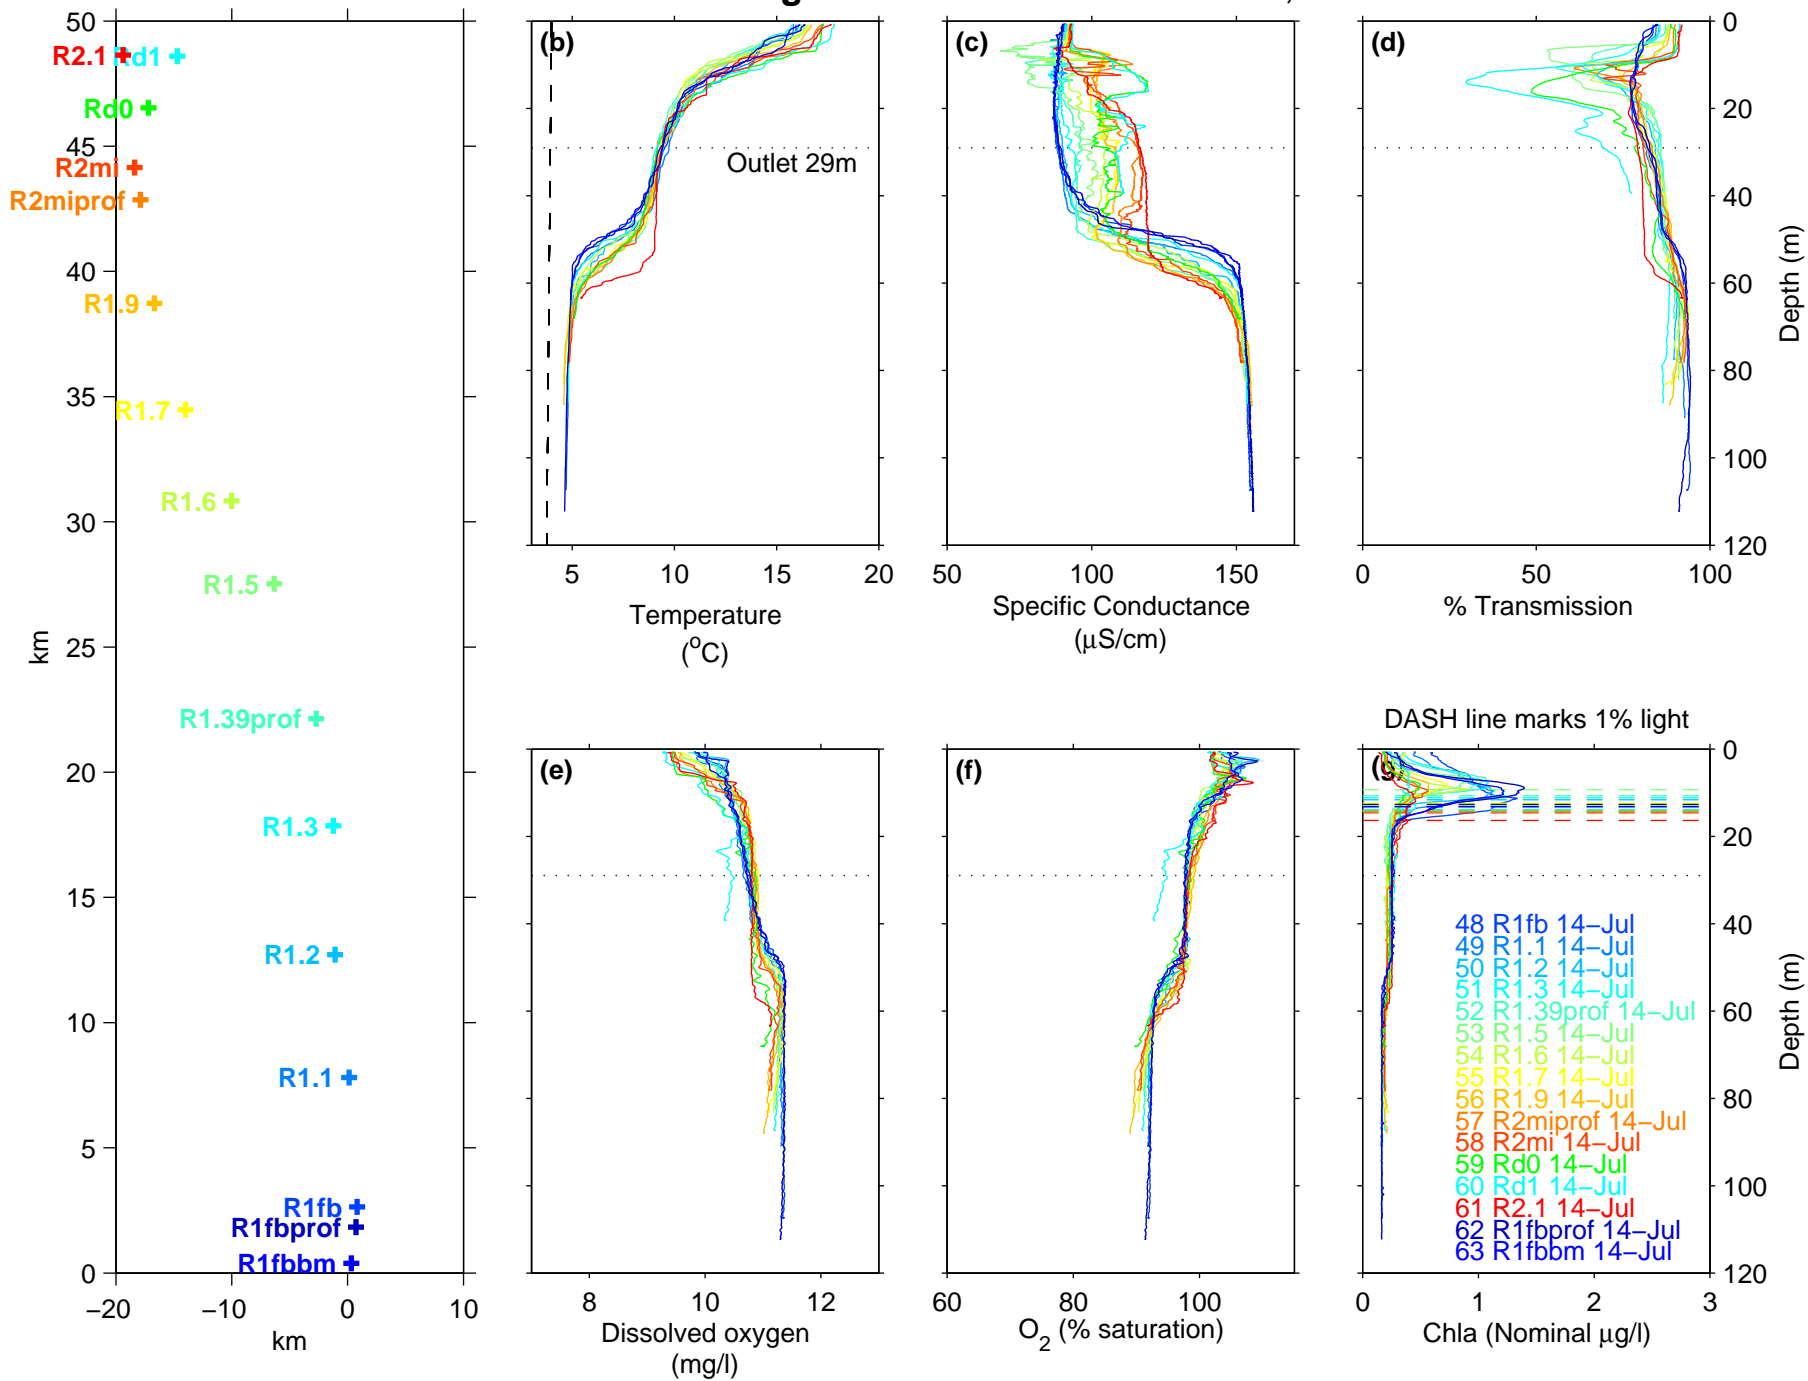 50
45
40
35
30
25
20
15
10
5
0
km
−20
−10
0
10
km
R2.1
Rd1
Rd0
R2mi
R2miprof
R1.9
R1.7
R1.6
R1.5
R1.39prof
R1.3
R1.2
R1.1
R1fb
R1fbprof
R1fbbm
(b)
Outlet 29m
5
10
15
20
Temperature
(°C)
(c)
50
100
150
Specific Conductance
(μS/cm)
(d)
0
50
100
% Transmission
0
20
40
60
80
100
120
Depth (m)
(e)
8
10
12
Dissolved oxygen
(mg/l)
(f)
60
80
100
O2 (% saturation)
DASH line marks 1% light
(g)
48 R1fb 14−Jul
49 R1.1 14−Jul
50 R1.2 14−Jul
51 R1.3 14−Jul
52 R1.39prof 14−Jul
53 R1.5 14−Jul
54 R1.6 14−Jul
55 R1.7 14−Jul
56 R1.9 14−Jul
57 R2miprof 14−Jul
58 R2mi 14−Jul
59 Rd0 14−Jul
60 Rd1 14−Jul
61 R2.1 14−Jul
62 R1fbprof 14−Jul
63 R1fbbm 14−Jul
0
1
2
3
Chla (Nominal μg/l)
0
20
40
60
80
100
120
Depth (m)